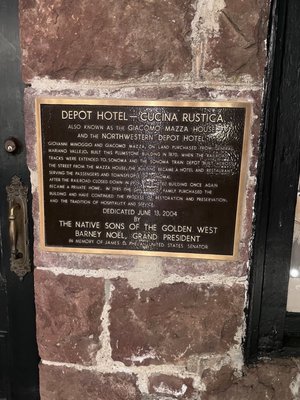 DEPOT HOTEL — CUCINA RUSTICA
ALSO KNOWN AS THE GIACOMO MAZZA HOUSE
AND THE NORTHWESTERN DEPOT HOTEL
GIOVANNI MINOGGIO AND GIACOMO MAZZA, ON LAND PURCHASED FROM GENERAL
MARIANO VALLEJO, BUILT THIS PLUMSTONE BUILDING IN 1870. WHEN THE RAILROAD
TRACKS WERE EXTENDED TO SONOMA AND THE SONOMA TRAIN DEPOT BUILT
THE STREET FROM THE MAZZA HOUSE, THE BUILDING BECAME A HOTEL AND RESTAURANT
SERVING THE PASSENGERS AND TOWNSPEOPLE
AFTER THE RAILROAD CLOSED DOWN IN BUILDING ONCE AGAIN
BECAME A PRIVATE HOME. IN 1985 THE FAMILY PURCHASED THE
BUILDING AND HAVE CONTINUED THE PROCESS OF RESTORATION AND PRESERVATION,
AND THE TRADITION OF HOSPITALITY AND SERVICE.
DEDICATED JUNE 13, 2004
BY
THE NATIVE SONS OF THE GOLDEN WEST
BARNEY NOEL, GRAND PRESIDENT
IN MEMORY OF JAMES G. FAIR, UNITED STATES SENATOR